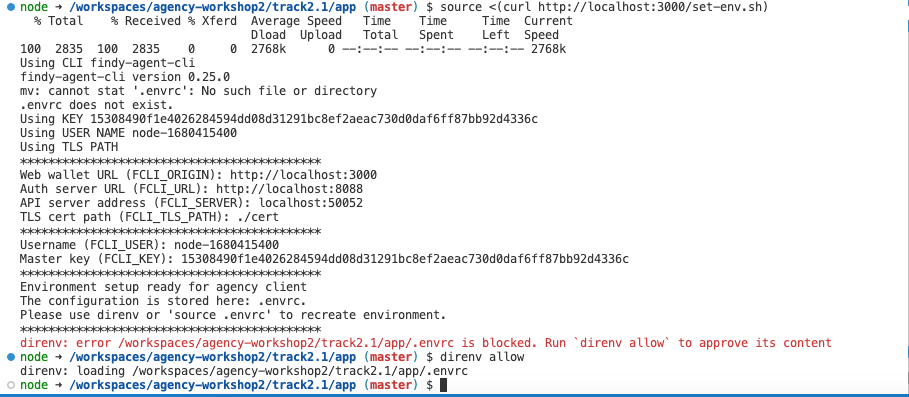 node → /workspaces/agency-workshop2/track2.1/app (master) $ source <(curl http://localhost:3000/set-env.sh)
  % Total    % Received % Xferd  Average Speed   Time    Time     Time  Current
                                 Dload  Upload   Total   Spent    Left  Speed
100  2835  100  2835    0     0  2768k      0 --:--:-- --:--:-- --:--:-- 2768k
Using CLI findy-agent-cli
findy-agent-cli version 0.25.0
mv: cannot stat '.envrc': No such file or directory
.envrc does not exist.
Using KEY 15308490f1e4026284594dd08d31291bc8ef2aeac730d0daf6ff87bb92d4336c
Using USER NAME node-1680415400
Using TLS PATH
*******************************************
Web wallet URL (FCLI_ORIGIN): http://localhost:3000
Auth server URL (FCLI_URL): http://localhost:8088
API server address (FCLI_SERVER): localhost:50052
TLS cert path (FCLI_TLS_PATH): ./cert
*******************************************
Username (FCLI_USER): node-1680415400
Master key (FCLI_KEY): 15308490f1e4026284594dd08d31291bc8ef2aeac730d0daf6ff87bb92d4336c
*******************************************
Environment setup ready for agency client
The configuration is stored here: .envrc.
Please use direnv or 'source .envrc' to recreate environment.
*******************************************
direnv: error /workspaces/agency-workshop2/track2.1/app/.envrc is blocked. Run `direnv allow` to approve its content
node → /workspaces/agency-workshop2/track2.1/app (master) $ direnv allow
direnv: loading /workspaces/agency-workshop2/track2.1/app/.envrc
node → /workspaces/agency-workshop2/track2.1/app (master) $